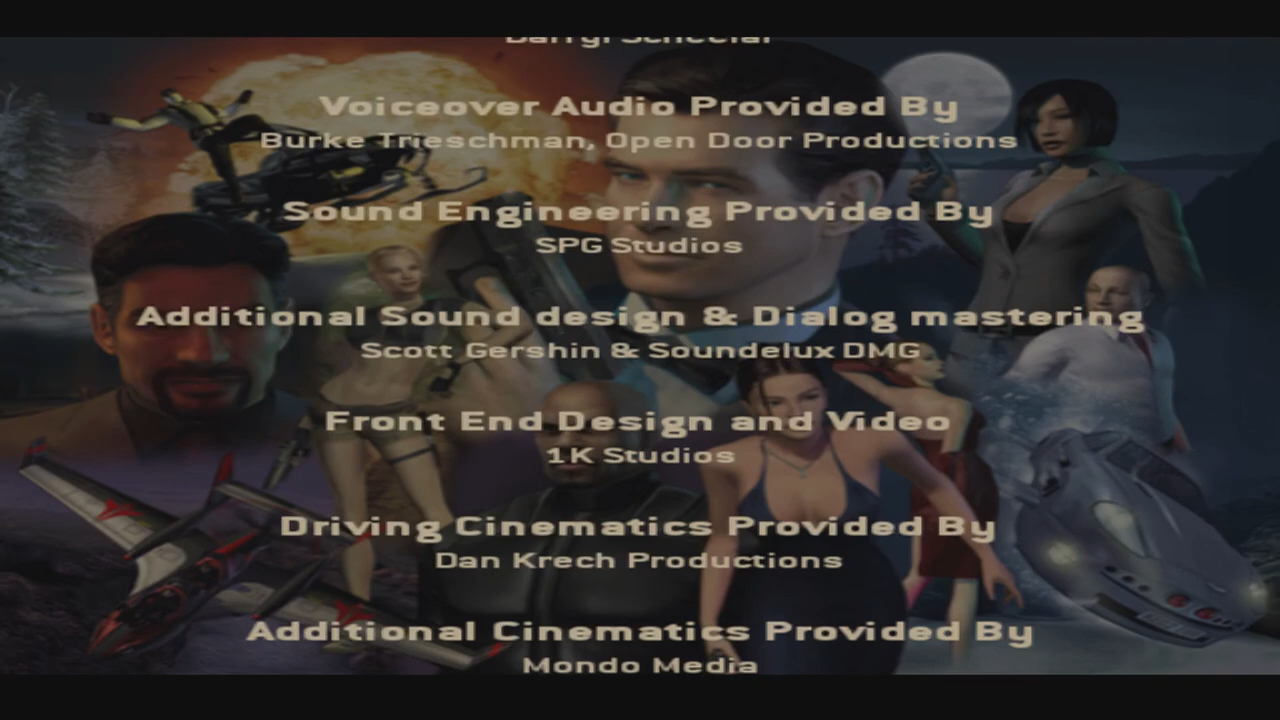 Voiceover Audio Provided By
Burke Trieschman, Open Door Productions
Sound Engineering Provided By
SPG Studios
Additional Sound design & Dialog mastering
Scott Gershin & Soundelux DMG
Front End Design and Video
1K Studios
Driving Cinematics Provided By
Dan Krech Productions
Additional Cinematics Provided By
Mondo Media